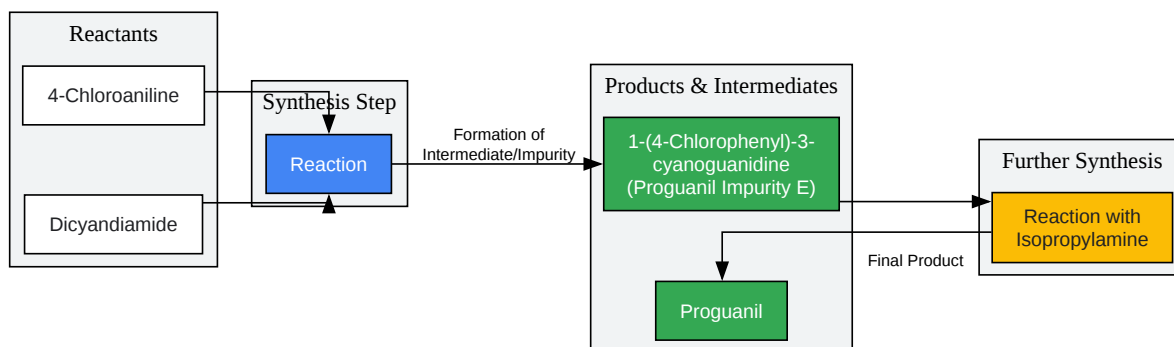 Reactants
4-Chloroaniline
Dicyandiamide
Synthesis Step
Reaction
Formation of
Intermediate/Impurity
Products & Intermediates
1-(4-Chlorophenyl)-3-
cyanoguanidine
(Proguanil Impurity E)
Further Synthesis
Reaction with
Isopropylamine
Final Product
Proguanil